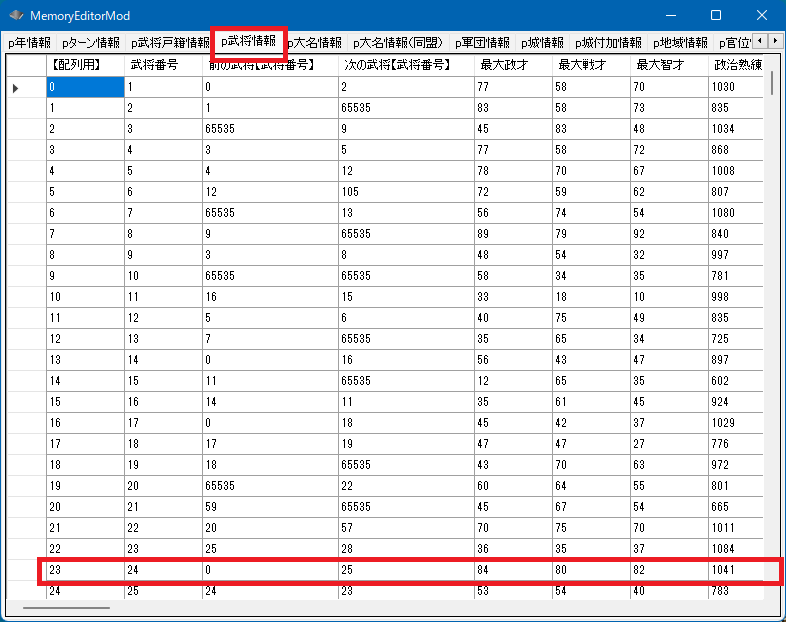 MemoryEditorMod
p年情報 pターン情報 p武将戸籍情報 p武将情報 p大名情報 p大名情報(同盟) p軍団情報 p城情報 p城付加情報 p地域情報 p官位
【配列用】 武将番号 前の武将【武将番号】 次の武将【武将番号】 最大政才 最大戦才 最大智才 政治熟練
0 1 0 2 77 58 70 1030
1 2 1 65535 83 58 73 835
2 3 65535 9 45 83 48 1034
3 4 3 5 77 58 72 868
4 5 4 12 78 70 67 1008
5 6 12 105 72 59 62 807
6 7 65535 13 56 74 54 1080
7 8 9 65535 89 79 92 840
8 9 3 8 48 54 32 997
9 10 65535 65535 58 34 35 781
10 11 16 15 33 18 10 998
11 12 5 6 40 75 49 835
12 13 7 65535 35 65 34 725
13 14 0 16 56 43 47 897
14 15 11 65535 12 65 35 602
15 16 14 11 35 61 45 924
16 17 0 18 45 42 37 1029
17 18 17 19 47 47 27 776
18 19 18 65535 43 70 63 972
19 20 65535 22 60 64 55 801
20 21 59 65535 45 67 54 665
21 22 20 57 70 75 70 1011
22 23 25 28 36 35 37 1084
23 24 0 25 84 80 82 1041
24 25 24 23 53 54 40 783